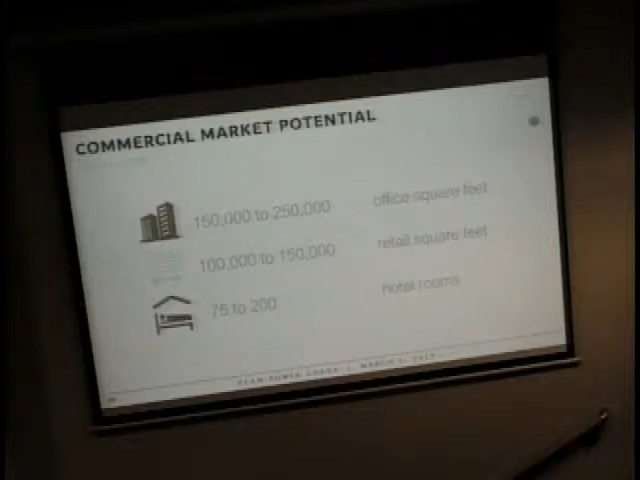 COMMERCIAL MARKET POTENTIAL
150,000 to 250,000 office square feet
100,000 to 150,000 retail square feet
75 to 200 hotel rooms